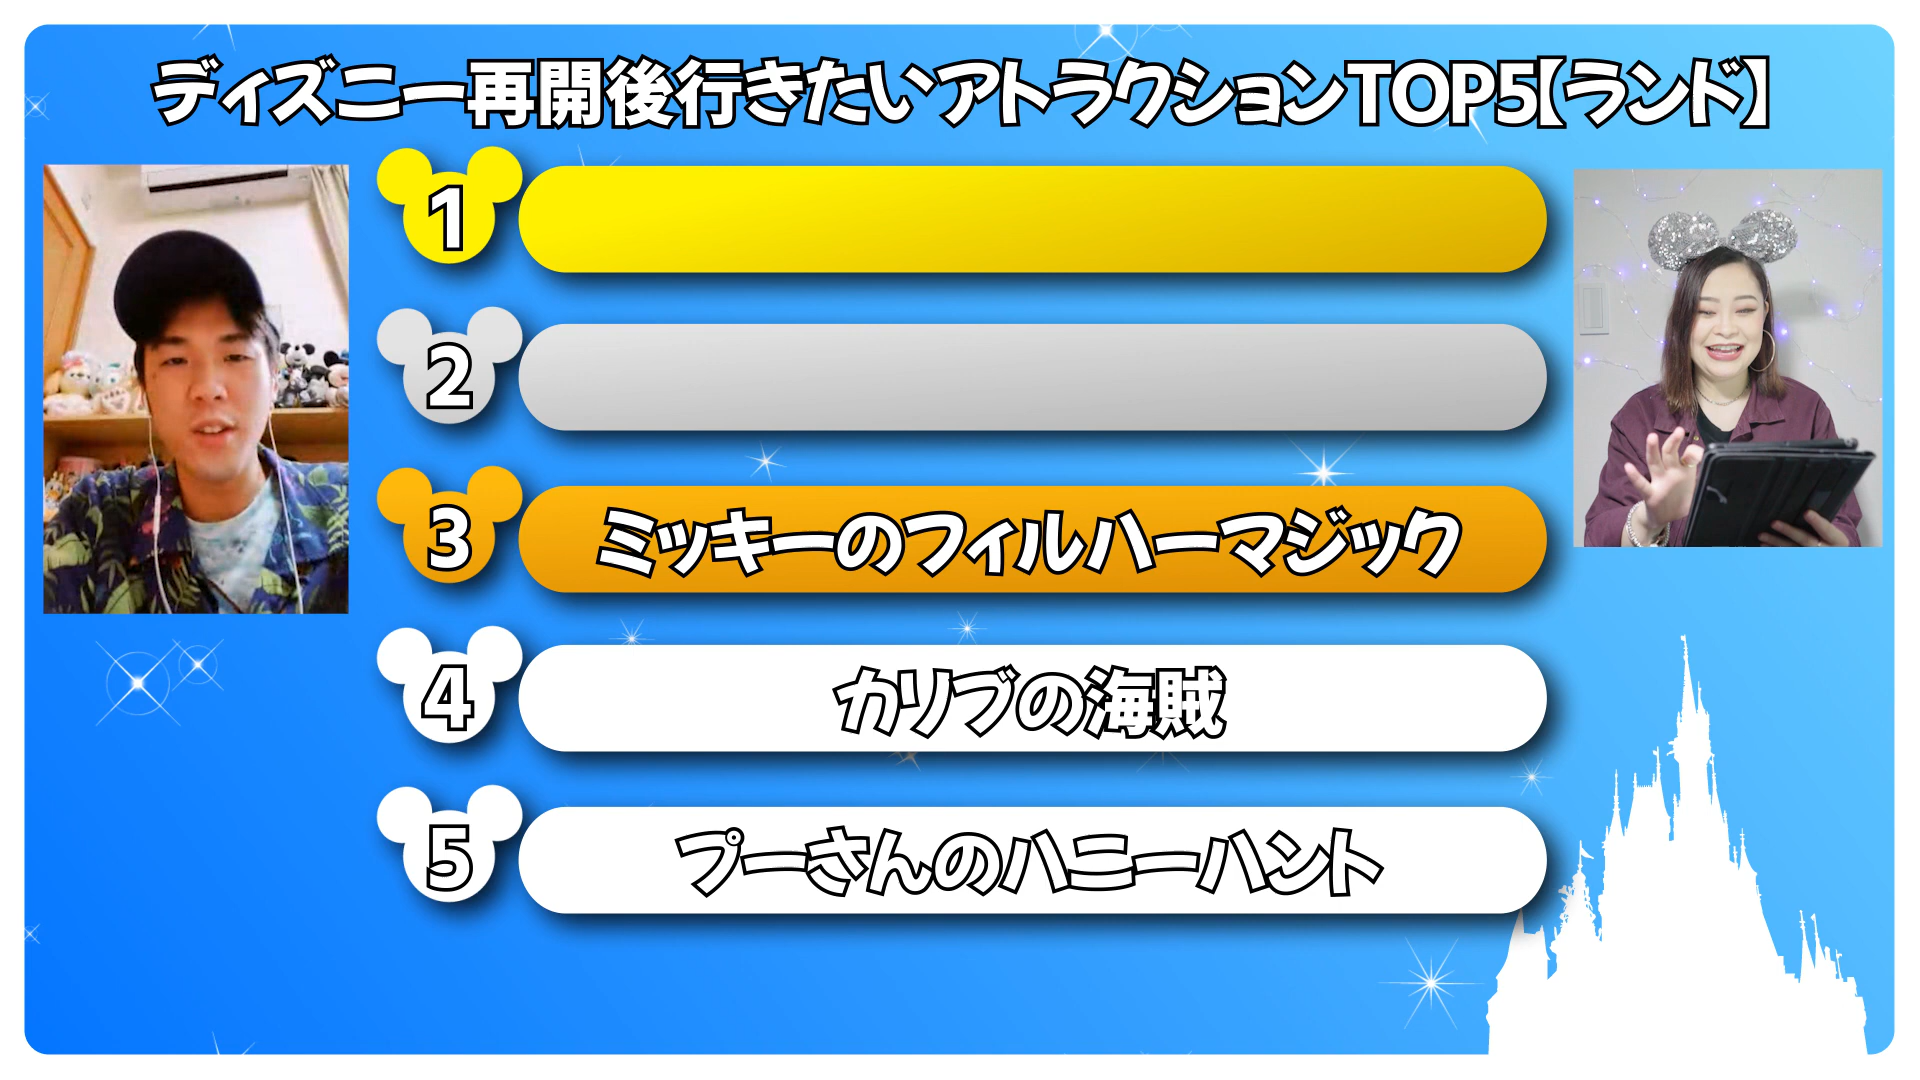 ディズニー再開後行きたいアトラクションTOP5【ランド】
1
2
3 ミッキーのフィルハーマジック
4 カリブの海賊
5 プーさんのハニーハント